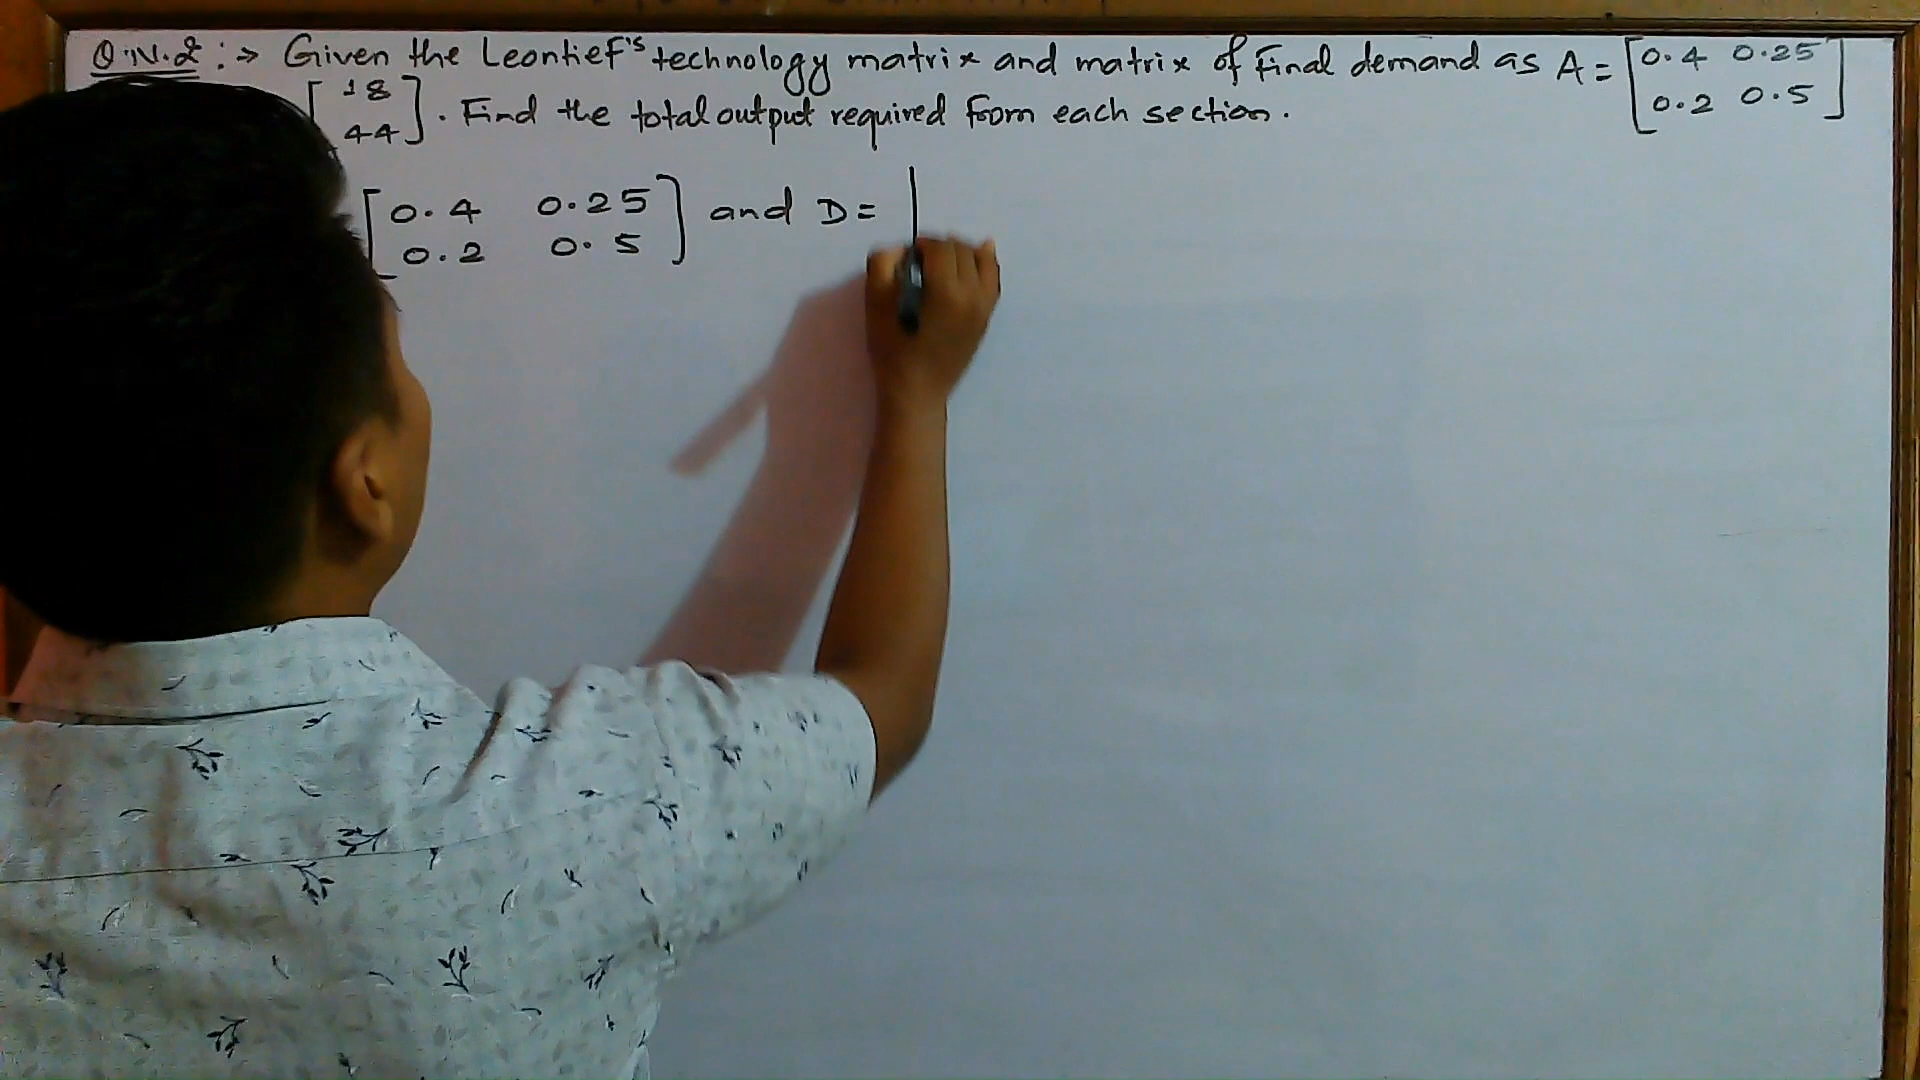 Q.N.2 :→ Given the Leontief's technology matrix and matrix of final demand as A = [0.4 0.25
0.2 0.5]
[18
44]. Find the total output required from each section.
[0.4 0.25
0.2 0.5] and D =